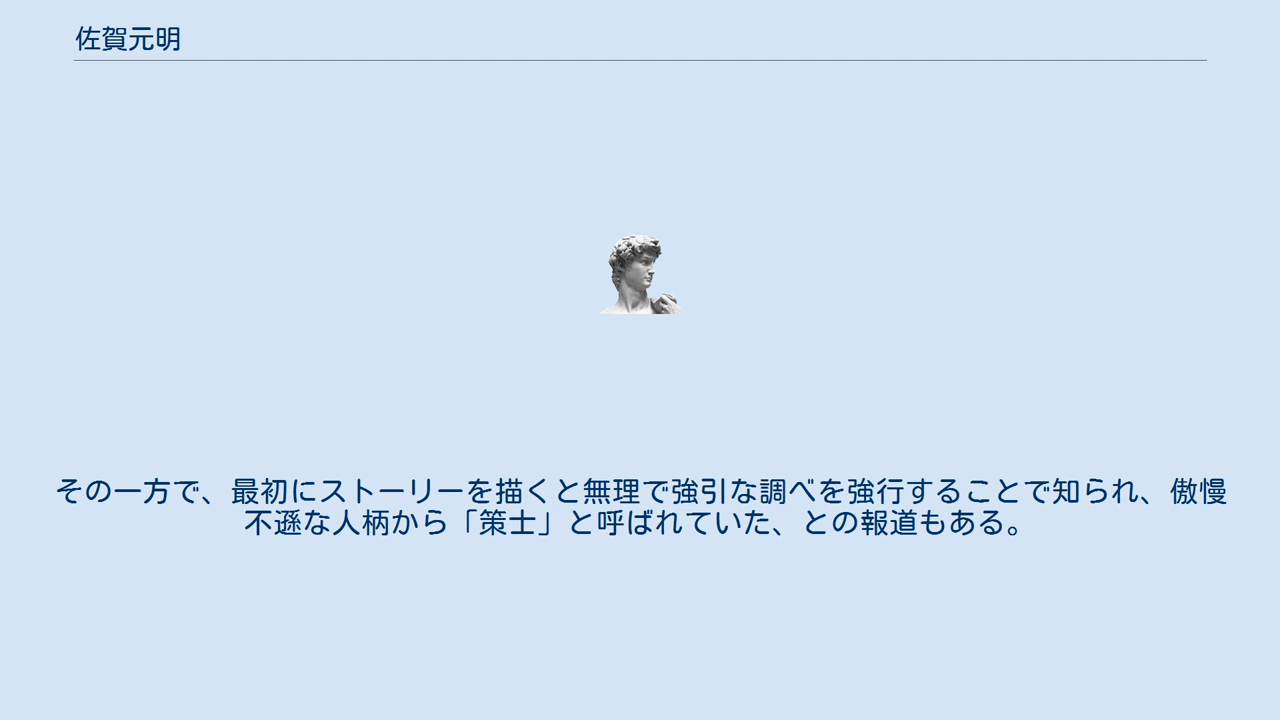 佐賀元明
その一方で、最初にストーリーを描くと無理で強引な調べを強行することで知られ、傲慢
不遜な人柄から「策士」と呼ばれていた、との報道もある。